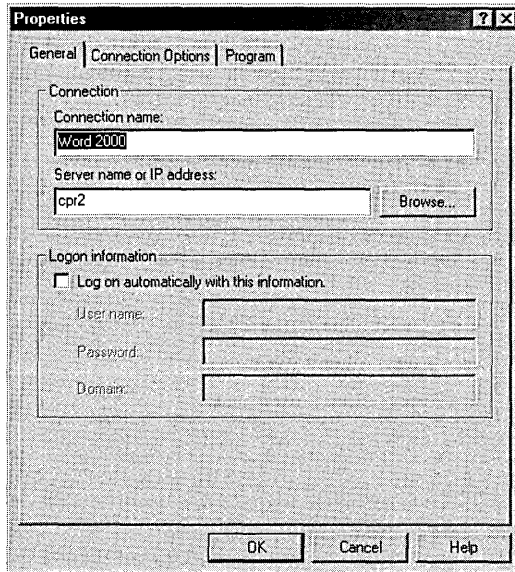 Properties
General Connection Options Program
Connection
Connection name:
Word 2000
Server name or IP address:
cpr2 Browse...
Logon information
Log on automatically with this information.
User name:
Password:
Domain:
OK Cancel Help